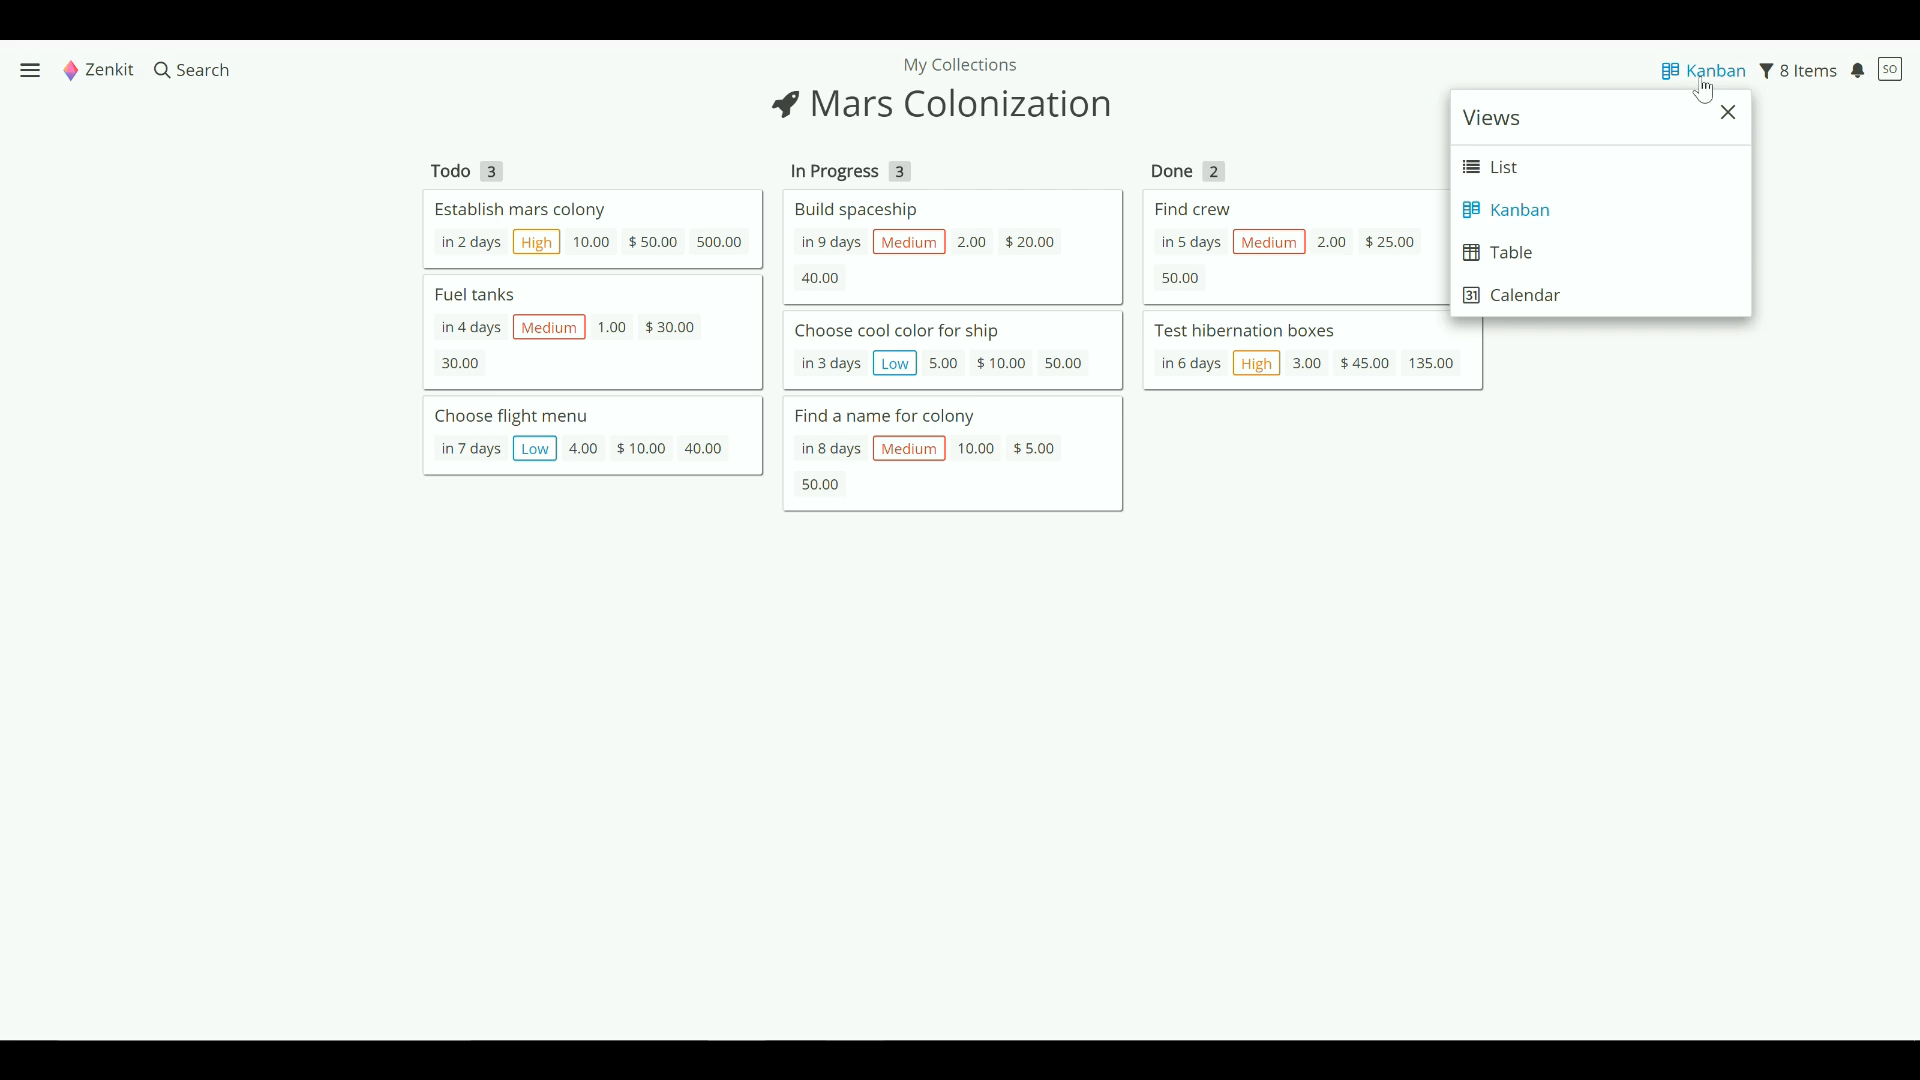 Zenkit Search
My Collections
Kanban 8 Items SO
Mars Colonization
Views
List
Kanban
Table
31 Calendar
Todo 3
Establish mars colony
in 2 days High 10.00 $ 50.00 500.00
Fuel tanks
in 4 days Medium 1.00 $ 30.00
30.00
Choose flight menu
in 7 days Low 4.00 $ 10.00 40.00
In Progress 3
Build spaceship
in 9 days Medium 2.00 $ 20.00
40.00
Choose cool color for ship
in 3 days Low 5.00 $ 10.00 50.00
Find a name for colony
in 8 days Medium 10.00 $ 5.00
50.00
Done 2
Find crew
in 5 days Medium 2.00 $ 25.00
50.00
Test hibernation boxes
in 6 days High 3.00 $ 45.00 135.00